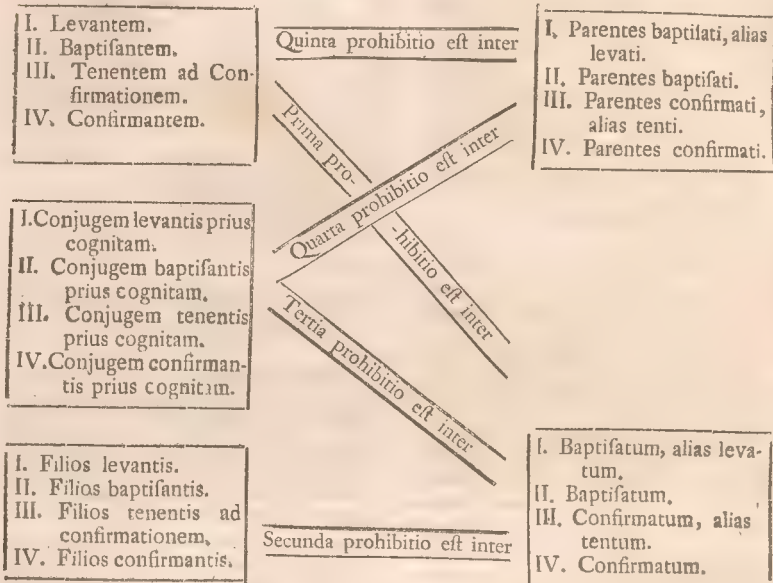 I. Levantem.
II. Baptiſantem.
III. Tenentem ad Con-
firmationem.
IV. Confirmantem.
Quinta prohibitio eſt inter
I. Parentes baptiſati, alias
levati.
II. Parentes baptiſati.
III. Parentes confirmati,
alias tenti.
IV. Parentes confirmati.
Prima pro-
-hibitio eſt inter
Quarta prohibitio eſt inter
I. Conjugem levantis prius
cognitam.
II. Conjugem baptiſantis
prius cognitam.
III. Conjugem tenentis
prius cognitam.
IV. Conjugem confirman-
tis prius cognitam.
Tertia prohibitio eſt inter
I. Filios levantis.
II. Filios baptiſantis.
III. Filios tenentis ad
confirmationem.
IV. Filios confirmantis.
Secunda prohibitio eſt inter
I. Baptiſatum, alias leva-
tum.
II. Baptiſatum.
III. Confirmatum, alias
tentum.
IV. Confirmatum.